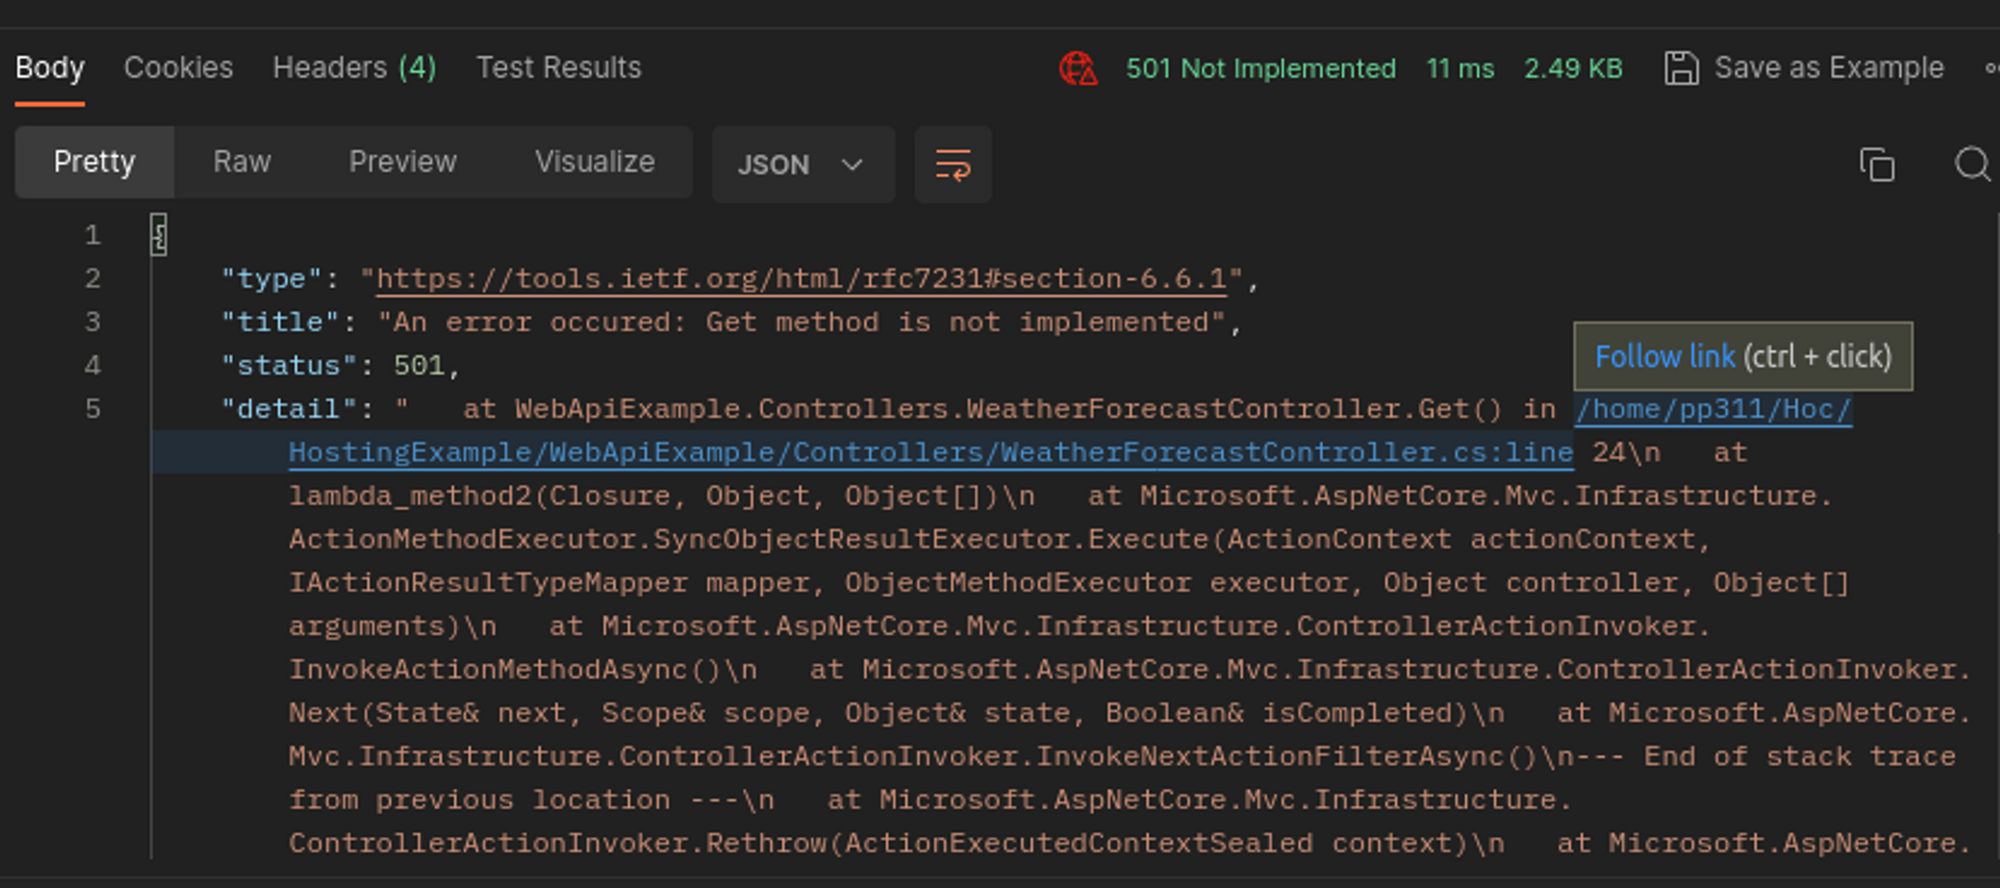 Body Cookies Headers (4) Test Results 501 Not Implemented 11 ms 2.49 KB Save as Example
Pretty Raw Preview Visualize JSON
1 {
2 "type": "https://tools.ietf.org/html/rfc7231#section-6.6.1",
3 "title": "An error occured: Get method is not implemented",
Follow link (ctrl + click)
4 "status": 501,
5 "detail": "   at WebApiExample.Controllers.WeatherForecastController.Get() in /home/pp311/Hoc/
HostingExample/WebApiExample/Controllers/WeatherForecastController.cs:line 24\n   at
lambda_method2(Closure, Object, Object[])\n   at Microsoft.AspNetCore.Mvc.Infrastructure.
ActionMethodExecutor.SyncObjectResultExecutor.Execute(ActionContext actionContext,
IActionResultTypeMapper mapper, ObjectMethodExecutor executor, Object controller, Object[]
arguments)\n   at Microsoft.AspNetCore.Mvc.Infrastructure.ControllerActionInvoker.
InvokeActionMethodAsync()\n   at Microsoft.AspNetCore.Mvc.Infrastructure.ControllerActionInvoker.
Next(State& next, Scope& scope, Object& state, Boolean& isCompleted)\n   at Microsoft.AspNetCore.
Mvc.Infrastructure.ControllerActionInvoker.InvokeNextActionFilterAsync()\n--- End of stack trace
from previous location ---\n   at Microsoft.AspNetCore.Mvc.Infrastructure.
ControllerActionInvoker.Rethrow(ActionExecutedContextSealed context)\n   at Microsoft.AspNetCore.